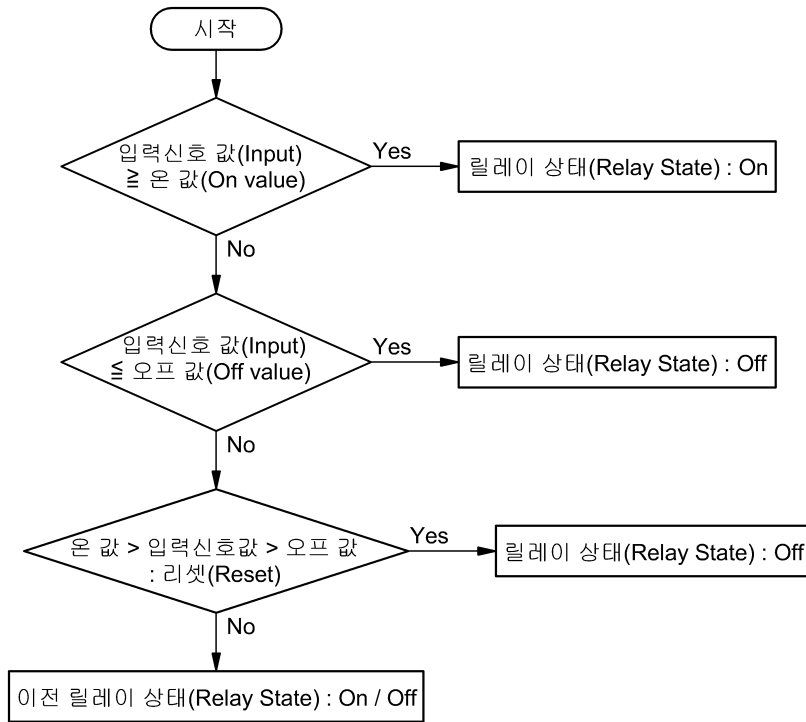 시작
입력신호 값(Input)
≧ 온 값(On value)
Yes
릴레이 상태(Relay State) : On
No
입력신호 값(Input)
≦ 오프 값(Off value)
Yes
릴레이 상태(Relay State) : Off
No
온 값 > 입력신호값 > 오프 값
: 리셋(Reset)
Yes
릴레이 상태(Relay State) : Off
No
이전 릴레이 상태(Relay State) : On / Off